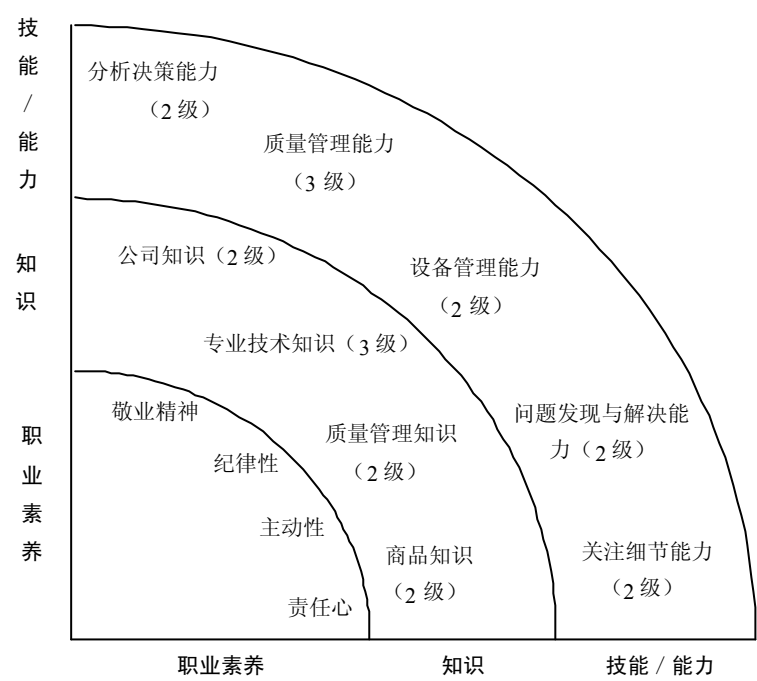 技能/能力
分析决策能力
（2 级）
质量管理能力
（3 级）
知识
公司知识（2 级）
设备管理能力
（2 级）
专业技术知识（3 级）
职业素养
敬业精神
问题发现与解决能
力（2 级）
质量管理知识
（2 级）
纪律性
主动性
商品知识
（2 级）
关注细节能力
（2 级）
责任心
职业素养
知识
技能 / 能力